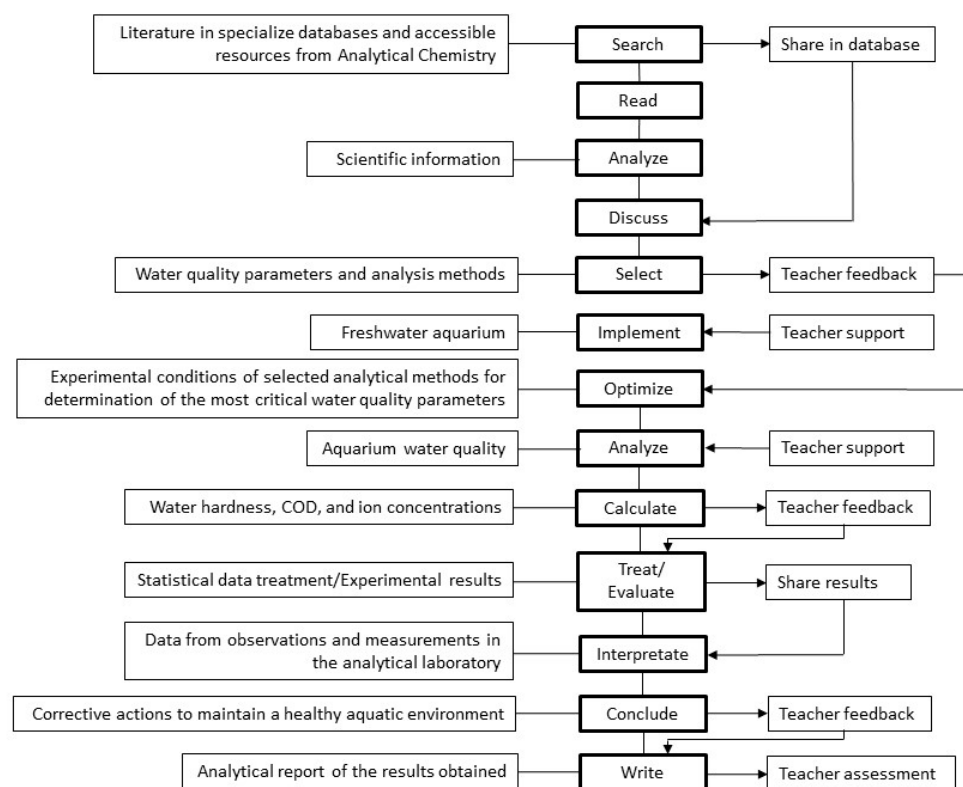 Literature in specialize databases and accessible
resources from Analytical Chemistry
Search
Share in database
Read
Scientific information
Analyze
Discuss
Water quality parameters and analysis methods
Select
Teacher feedback
Freshwater aquarium
Implement
Teacher support
Experimental conditions of selected analytical methods for
determination of the most critical water quality parameters
Optimize
Aquarium water quality
Analyze
Teacher support
Water hardness, COD, and ion concentrations
Calculate
Teacher feedback
Statistical data treatment/Experimental results
Treat/
Evaluate
Share results
Data from observations and measurements in
the analytical laboratory
Interpretate
Corrective actions to maintain a healthy aquatic environment
Conclude
Teacher feedback
Analytical report of the results obtained
Write
Teacher assessment